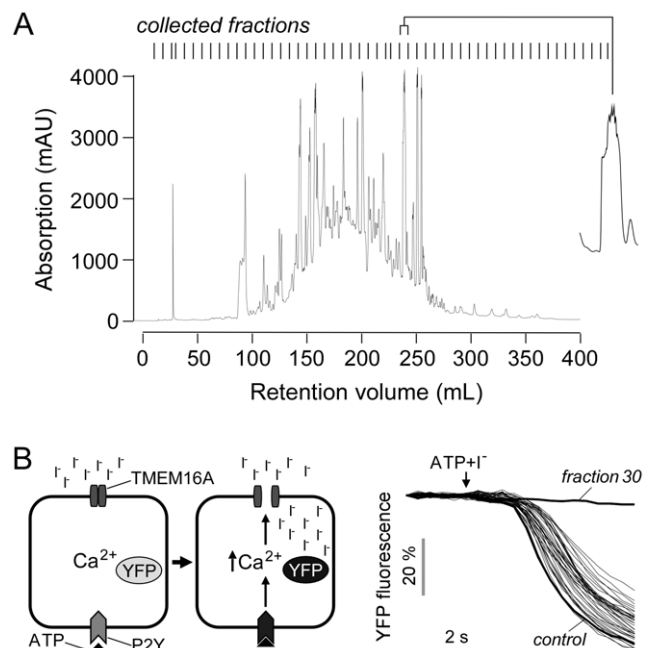 A
collected fractions
4000
3000
2000
1000
0
Absorption (mAU)
0 50 100 150 200 250 300 350 400
Retention volume (mL)
B
I- I- I- I- I- I-
TMEM16A
Ca2+ YFP
ATP
P2Y
I- I- I- I- I- I-
I- I- I- I- I- I- I-
Ca2+ YFP
ATP+I-
fraction 30
YFP fluorescence
20 %
2 s
control